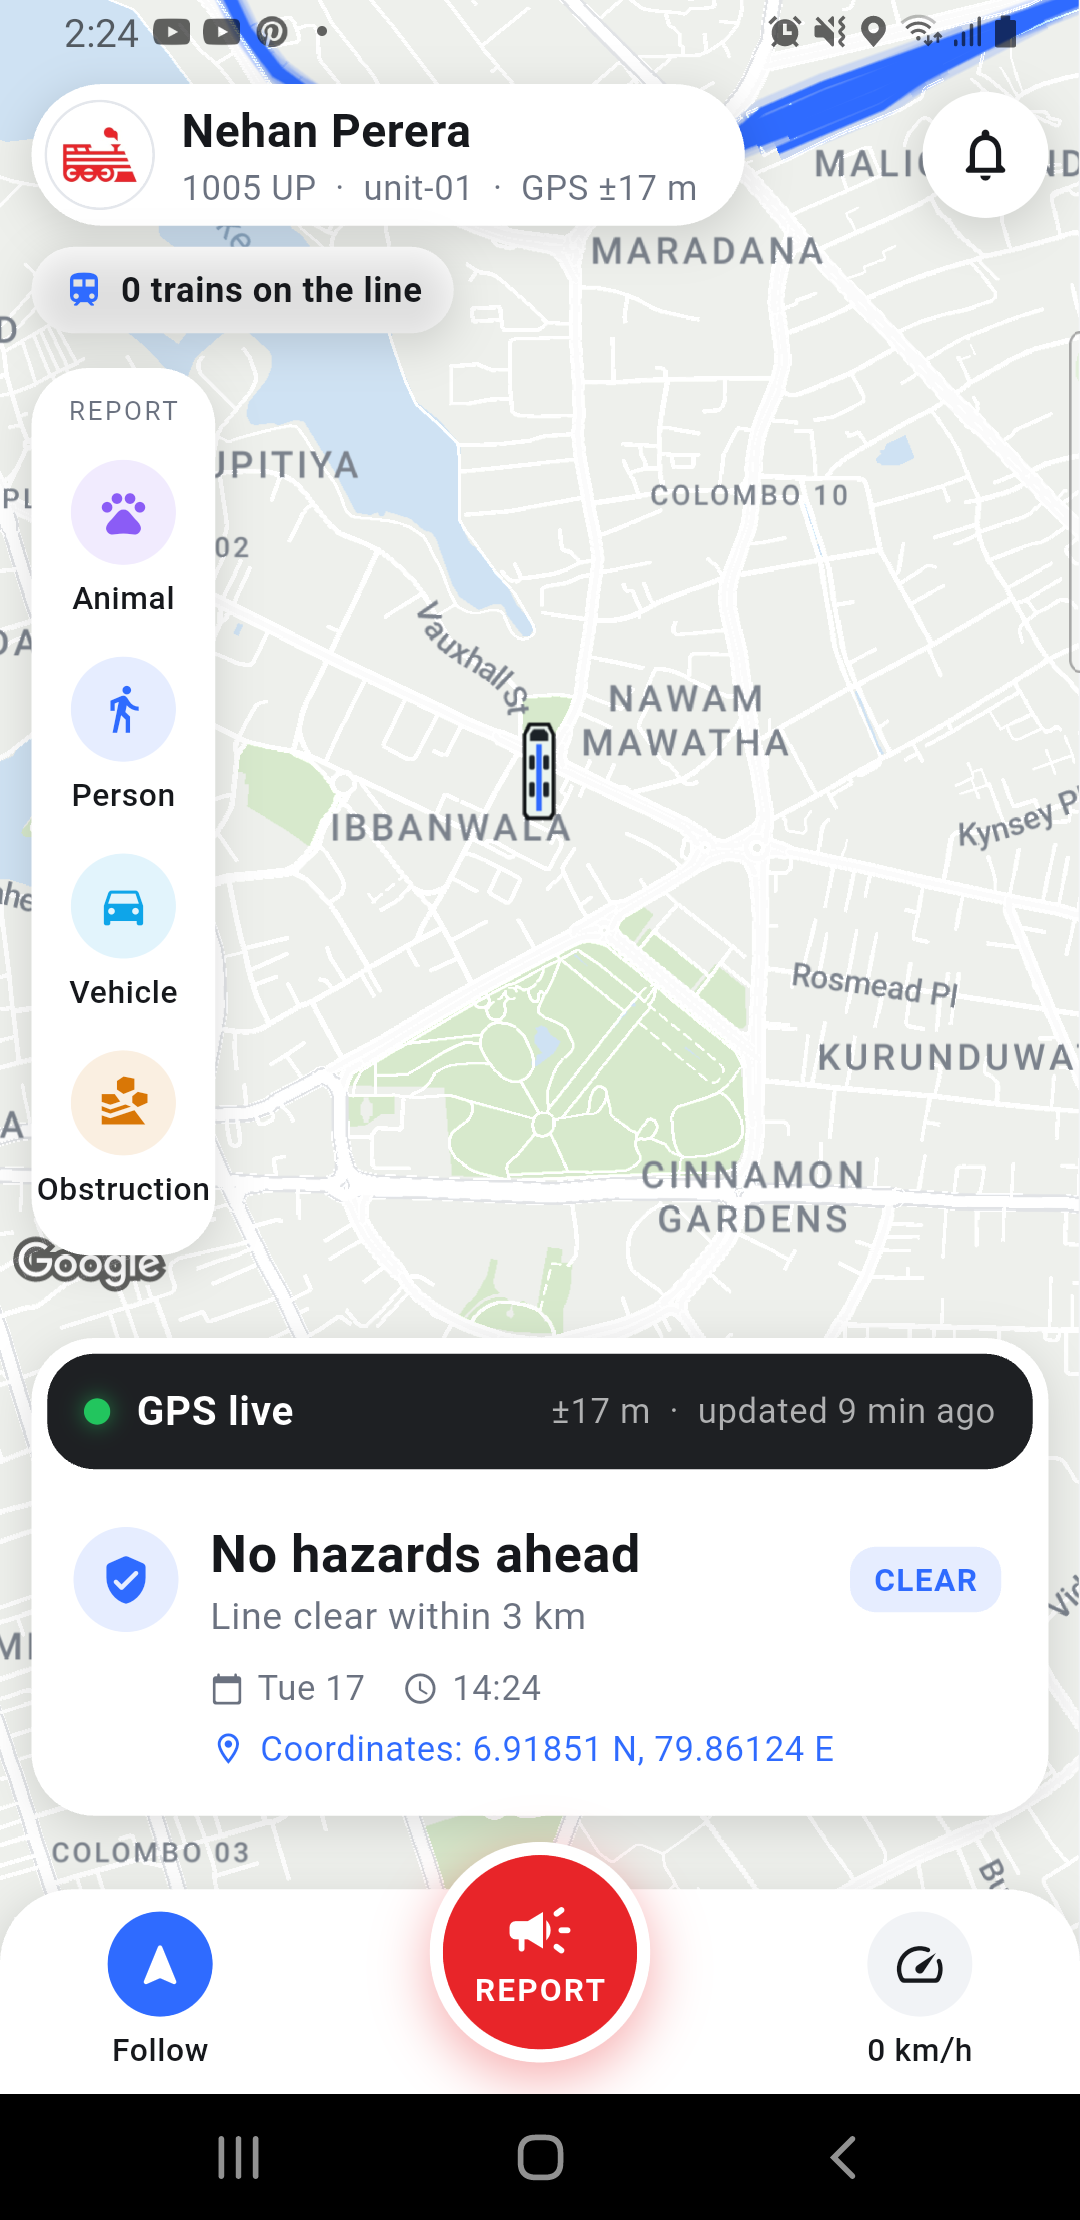 2:24
Nehan Perera
1005 UP · unit-01 · GPS ±17 m
MARADANA
0 trains on the line
REPORT
UPITIYA
COLOMBO 10
02
Animal
Vauxhall St
NAWAM
MAWATHA
Person
IBBANWALA
Kynsey P
Vehicle
Rosmead Pl
KURUNDUWA
Obstruction
CINNAMON
GARDENS
Google
GPS live
±17 m · updated 9 min ago
No hazards ahead
Line clear within 3 km
CLEAR
Tue 17
14:24
Coordinates: 6.91851 N, 79.86124 E
COLOMBO 03
REPORT
Follow
0 km/h